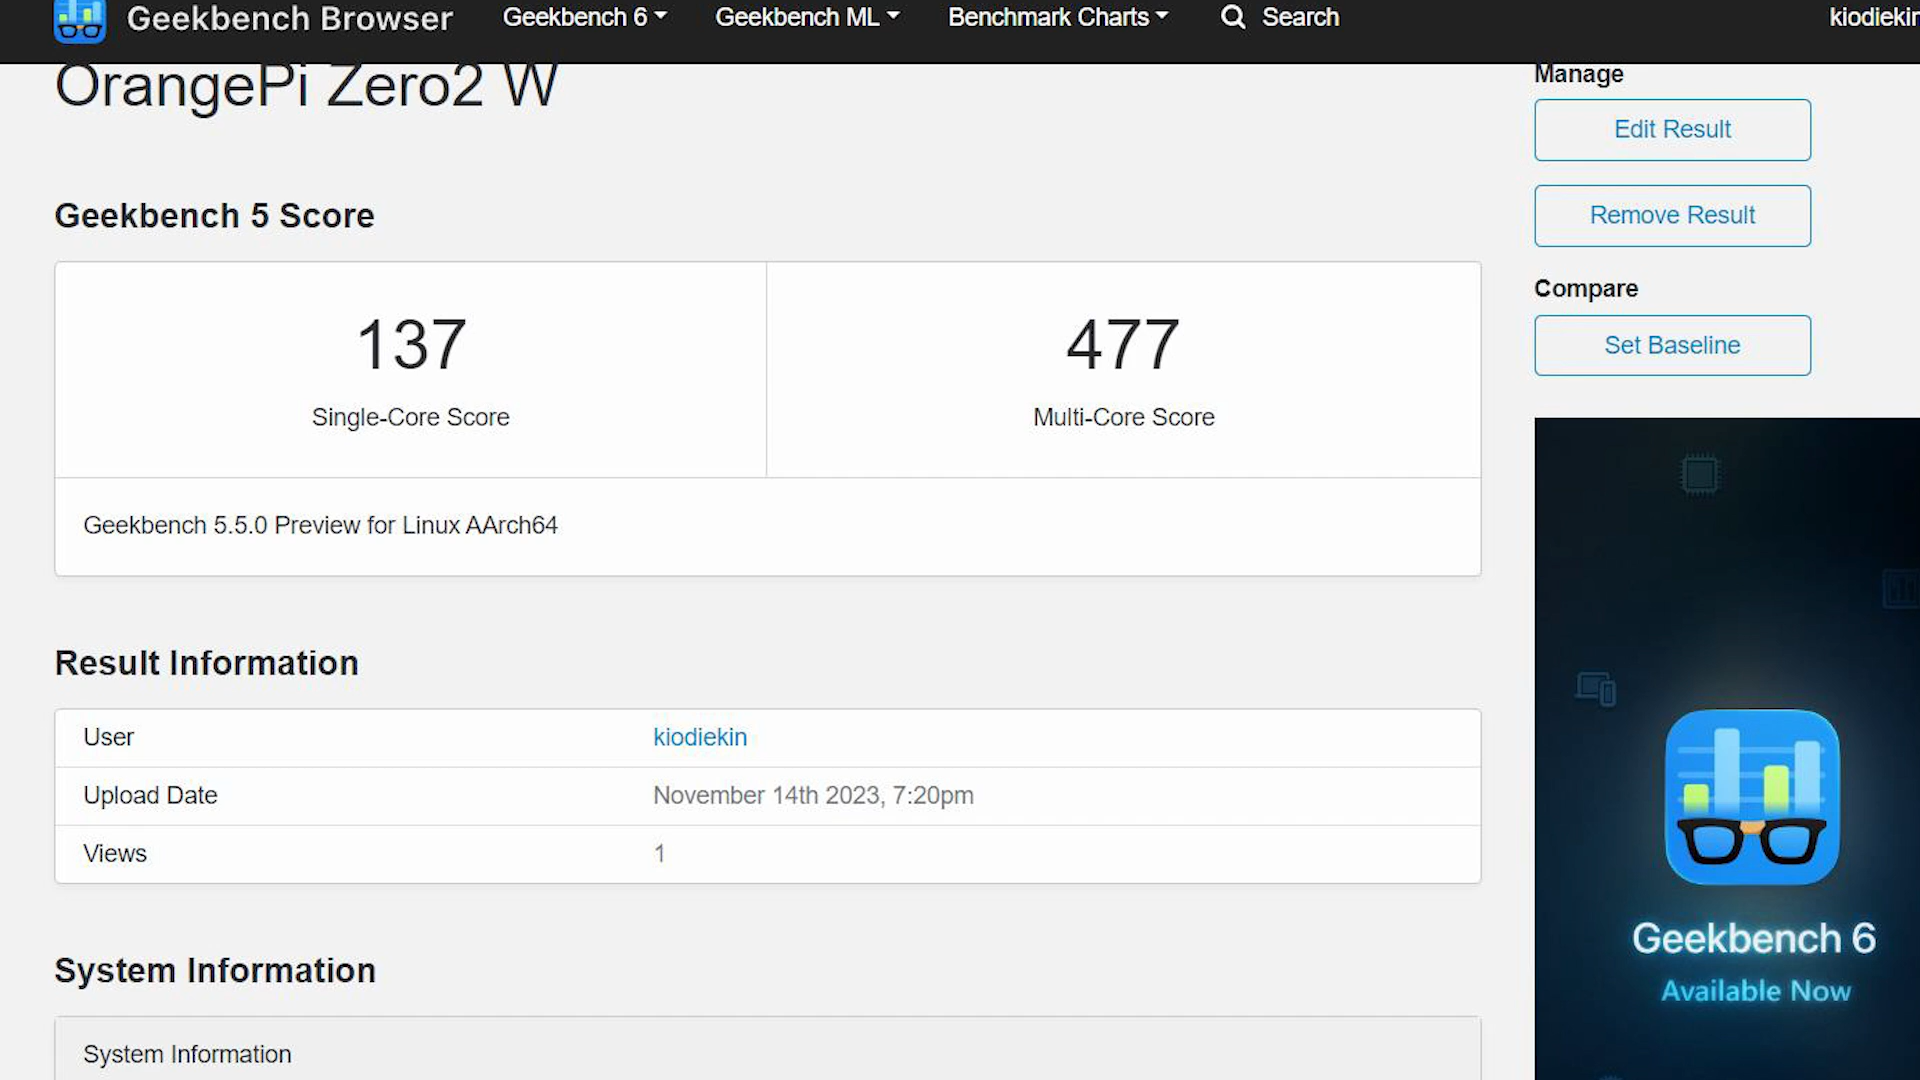 Geekbench Browser
Geekbench 6
Geekbench ML
Benchmark Charts
Search
kiodiekin
OrangePi Zero2 W
Geekbench 5 Score
137
Single-Core Score
477
Multi-Core Score
Geekbench 5.5.0 Preview for Linux AArch64
Result Information
User
kiodiekin
Upload Date
November 14th 2023, 7:20pm
Views
1
System Information
System Information
Manage
Edit Result
Remove Result
Compare
Set Baseline
Geekbench 6
Available Now